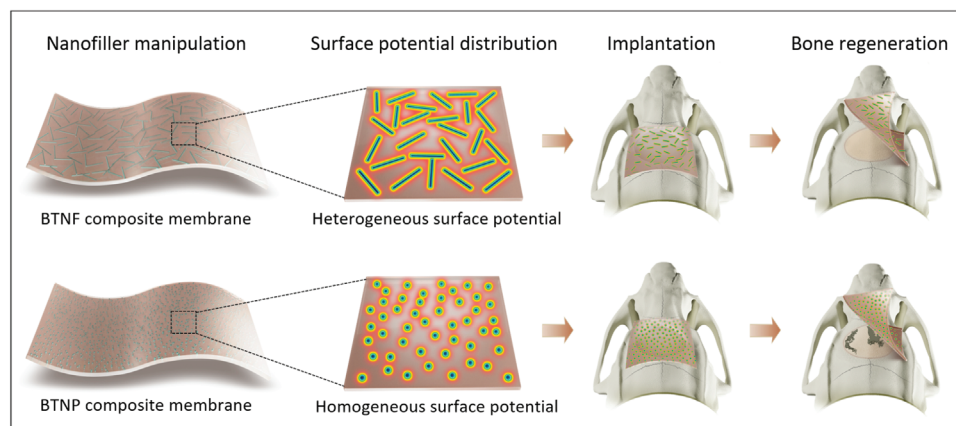 Nanofiller manipulation
Surface potential distribution
Implantation
Bone regeneration
BTNF composite membrane
Heterogeneous surface potential
BTNP composite membrane
Homogeneous surface potential